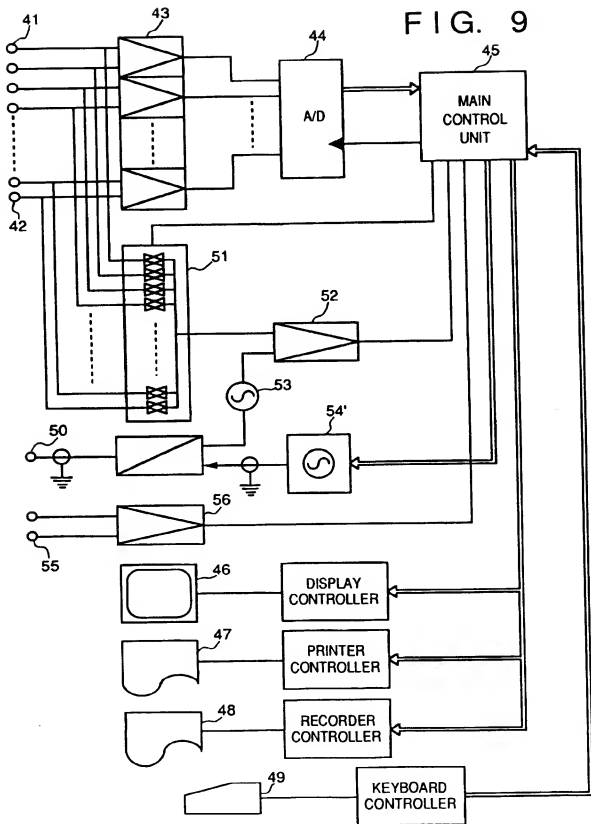 FIG. 9
41
43
44
45
A/D
MAIN
CONTROL
UNIT
42
51
52
53
50
54'
56
55
46
DISPLAY
CONTROLLER
47
PRINTER
CONTROLLER
48
RECORDER
CONTROLLER
49
KEYBOARD
CONTROLLER